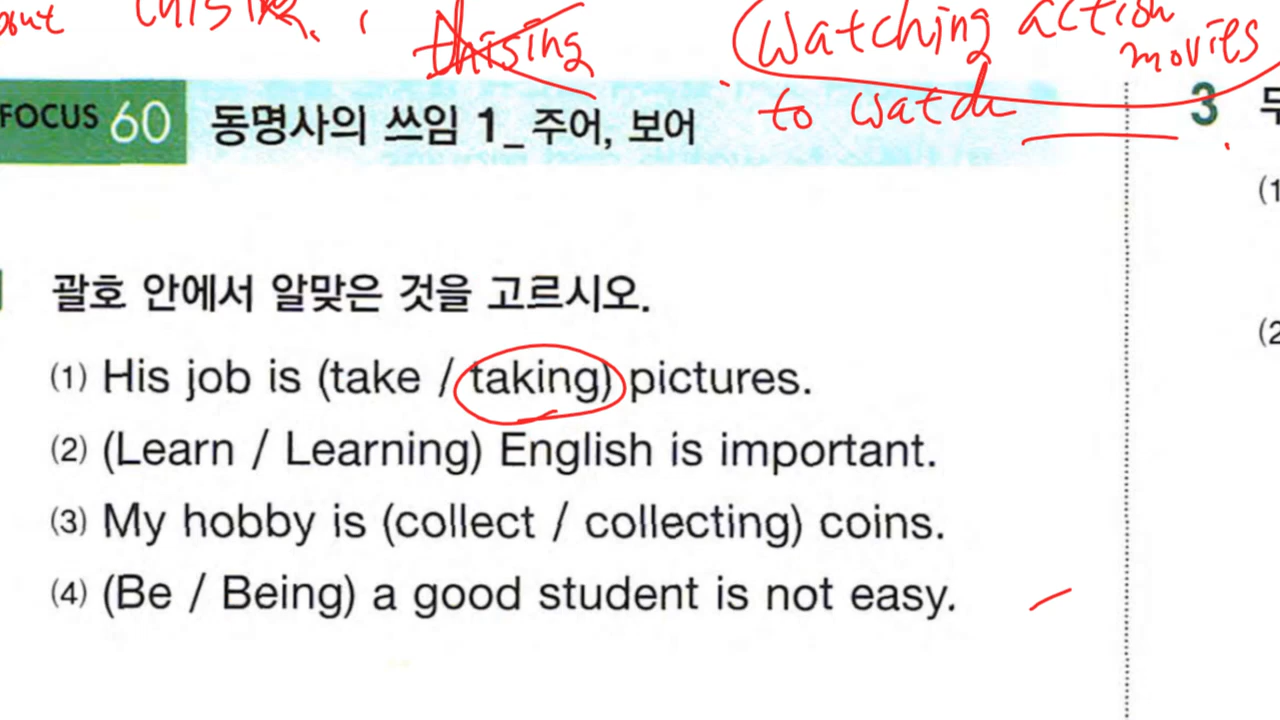 Watching action
movies
to watch
FOCUS 60 동명사의 쓰임 1_ 주어, 보어
3
괄호 안에서 알맞은 것을 고르시오.
(1) His job is (take / taking) pictures.
(2) (Learn / Learning) English is important.
(3) My hobby is (collect / collecting) coins.
(4) (Be / Being) a good student is not easy.